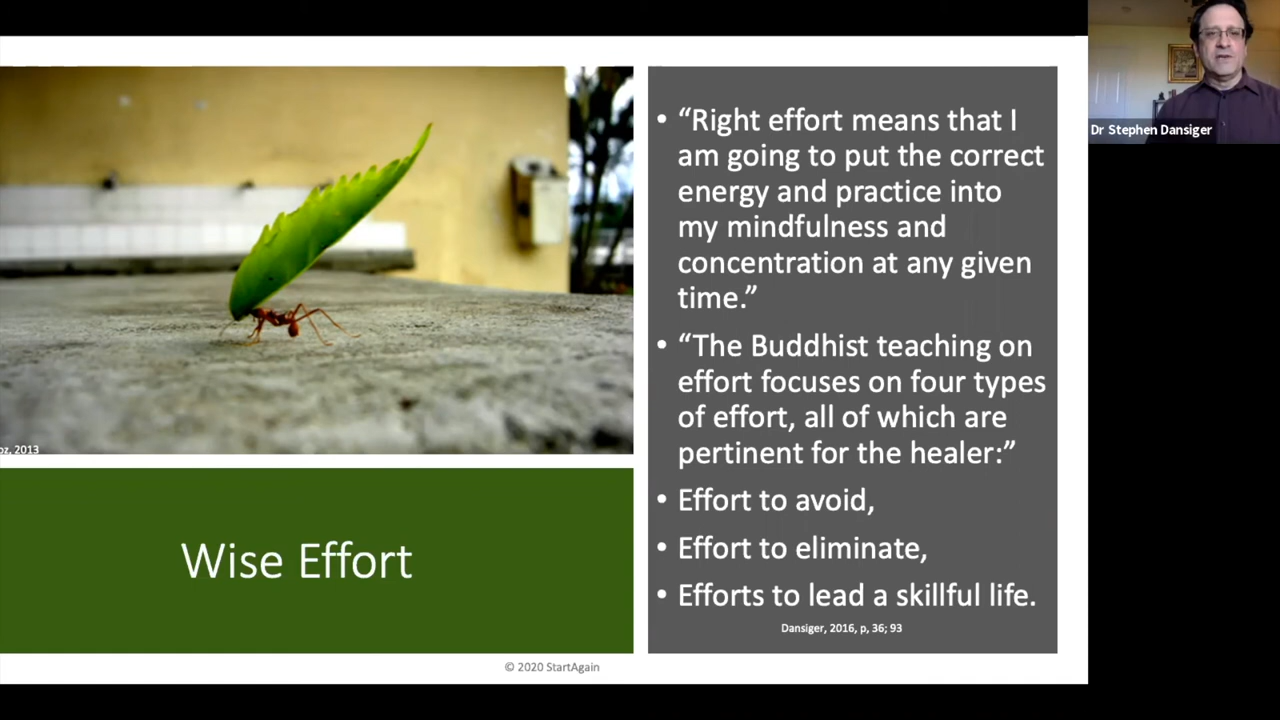 • “Right effort means that I
am going to put the correct
energy and practice into
my mindfulness and
concentration at any given
time.”
• “The Buddhist teaching on
effort focuses on four types
of effort, all of which are
pertinent for the healer:”
• Effort to avoid,
• Effort to eliminate,
• Efforts to lead a skillful life.
Dansiger, 2016, p, 36; 93
2013
Wise Effort
© 2020 StartAgain
Dr Stephen Dansiger